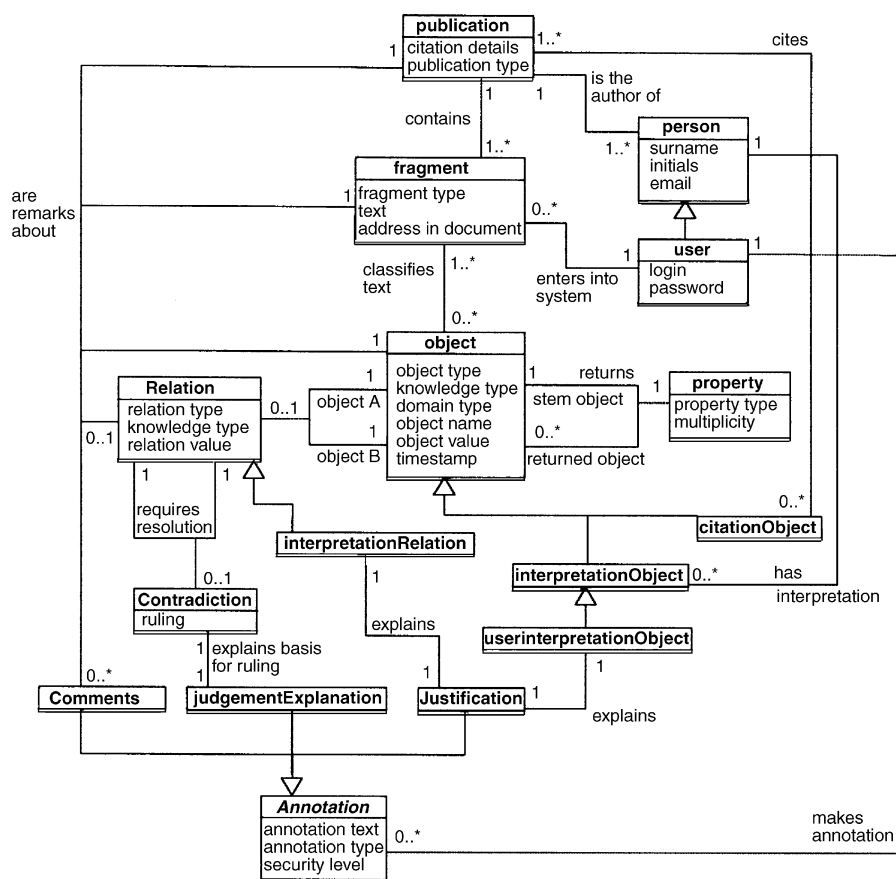 publication
citation details
publication type
1
1..*
cites
1
1
is the
author of
contains
1..*
person
surname
initials
email
1..*
1
fragment
fragment type
text
address in document
1
0..*
are
remarks
about
user
login
password
1
1
enters into
system
classifies
text
1..*
0..*
1
object
object type
knowledge type
domain type
object name
object value
timestamp
Relation
relation type
knowledge type
relation value
0..1
0..1
1
object A
1
object B
1
returns
stem object
0..*
returned object
1
property
property type
multiplicity
1
1
requires
resolution
0..*
citationObject
interpretationRelation
1
interpretationObject
0..*
has
interpretation
0..1
Contradiction
ruling
explains
userinterpretationObject
1
1
explains basis
for ruling
1
0..*
Comments
judgementExplanation
1
Justification
1
explains
Annotation
annotation text
annotation type
security level
0..*
makes
annotation